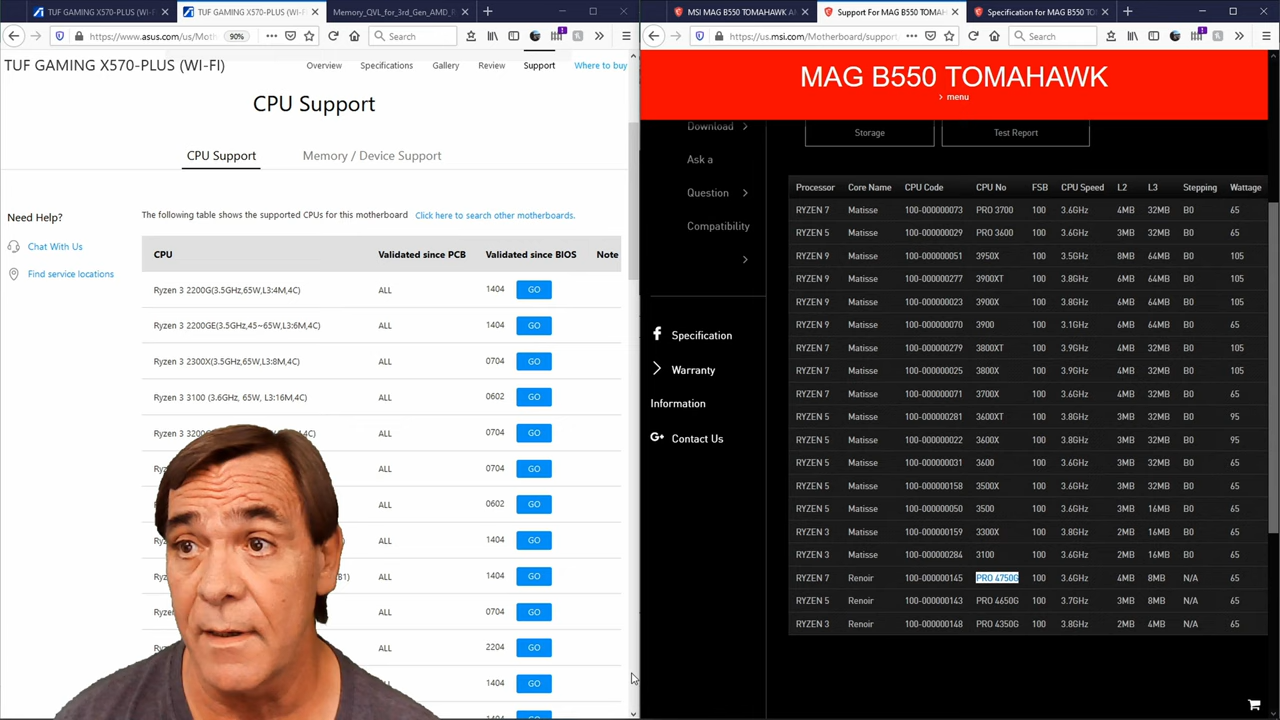 TUF GAMING X570-PLUS (WI-
TUF GAMING X570-PLUS (WI-FI
Memory_QVL_for_3rd_Gen_AMD_
https://www.asus.com/us/Moth
90%
Search
TUF GAMING X570-PLUS (WI-FI)
Overview
Specifications
Gallery
Review
Support
Where to buy
CPU Support
CPU Support
Memory / Device Support
Need Help?
Chat With Us
Find service locations
The following table shows the supported CPUs for this motherboard Click here to search other motherboards.
CPU Validated since PCB Validated since BIOS Note
Ryzen 3 2200G(3.5GHz,65W,L3:4M,4C) ALL 1404 GO
Ryzen 3 2200GE(3.5GHz,45~65W,L3:6M,4C) ALL 1404 GO
Ryzen 3 2300X(3.5GHz,65W,L3:8M,4C) ALL 0704 GO
Ryzen 3 3100 (3.6GHz, 65W, L3:16M,4C) ALL 0602 GO
Ryzen 3 3200G ALL 0704 GO
ALL 0704 GO
ALL 0602 GO
ALL 1404 GO
ALL 1404 GO
ALL 0704 GO
ALL 2204 GO
ALL 1404 GO
MSI MAG B550 TOMAHAWK A
Support For MAG B550 TOMAH
Specification for MAG B550 TO
https://us.msi.com/Motherboard/support
Search
MAG B550 TOMAHAWK
menu
Download
Ask a
Question
Compatibility
Specification
Warranty
Information
Contact Us
Storage
Test Report
Processor Core Name CPU Code CPU No FSB CPU Speed L2 L3 Stepping Wattage
RYZEN 7 Matisse 100-000000073 PRO 3700 100 3.6GHz 4MB 32MB B0 65
RYZEN 5 Matisse 100-000000029 PRO 3600 100 3.6GHz 3MB 32MB B0 65
RYZEN 9 Matisse 100-000000051 3950X 100 3.5GHz 8MB 64MB B0 105
RYZEN 9 Matisse 100-000000277 3900XT 100 3.8GHz 6MB 64MB B0 105
RYZEN 9 Matisse 100-000000023 3900X 100 3.8GHz 6MB 64MB B0 105
RYZEN 9 Matisse 100-000000070 3900 100 3.1GHz 6MB 64MB B0 65
RYZEN 7 Matisse 100-000000279 3800XT 100 3.9GHz 4MB 32MB B0 105
RYZEN 7 Matisse 100-000000025 3800X 100 3.9GHz 4MB 32MB B0 105
RYZEN 7 Matisse 100-000000071 3700X 100 3.6GHz 4MB 32MB B0 65
RYZEN 5 Matisse 100-000000281 3600XT 100 3.8GHz 3MB 32MB B0 95
RYZEN 5 Matisse 100-000000022 3600X 100 3.8GHz 3MB 32MB B0 95
RYZEN 5 Matisse 100-000000031 3600 100 3.6GHz 3MB 32MB B0 65
RYZEN 5 Matisse 100-000000158 3500X 100 3.6GHz 3MB 32MB B0 65
RYZEN 5 Matisse 100-000000050 3500 100 3.6GHz 3MB 16MB B0 65
RYZEN 3 Matisse 100-000000159 3300X 100 3.8GHz 2MB 16MB B0 65
RYZEN 3 Matisse 100-000000284 3100 100 3.6GHz 2MB 16MB B0 65
RYZEN 7 Renoir 100-000000145 PRO 4750G 100 3.6GHz 4MB 8MB N/A 65
RYZEN 5 Renoir 100-000000143 PRO 4650G 100 3.7GHz 3MB 8MB N/A 65
RYZEN 3 Renoir 100-000000148 PRO 4350G 100 3.8GHz 2MB 4MB N/A 65